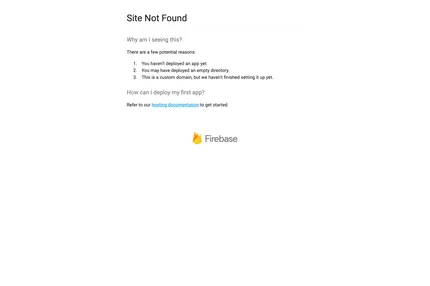 Site Not Found
Why am I seeing this?
There are a few potential reasons:
1. You haven't deployed an app yet.
2. You may have deployed an empty directory.
3. This is a custom domain, but we haven't finished setting it up yet.
How can I deploy my first app?
Refer to our hosting documentation to get started
Firebase